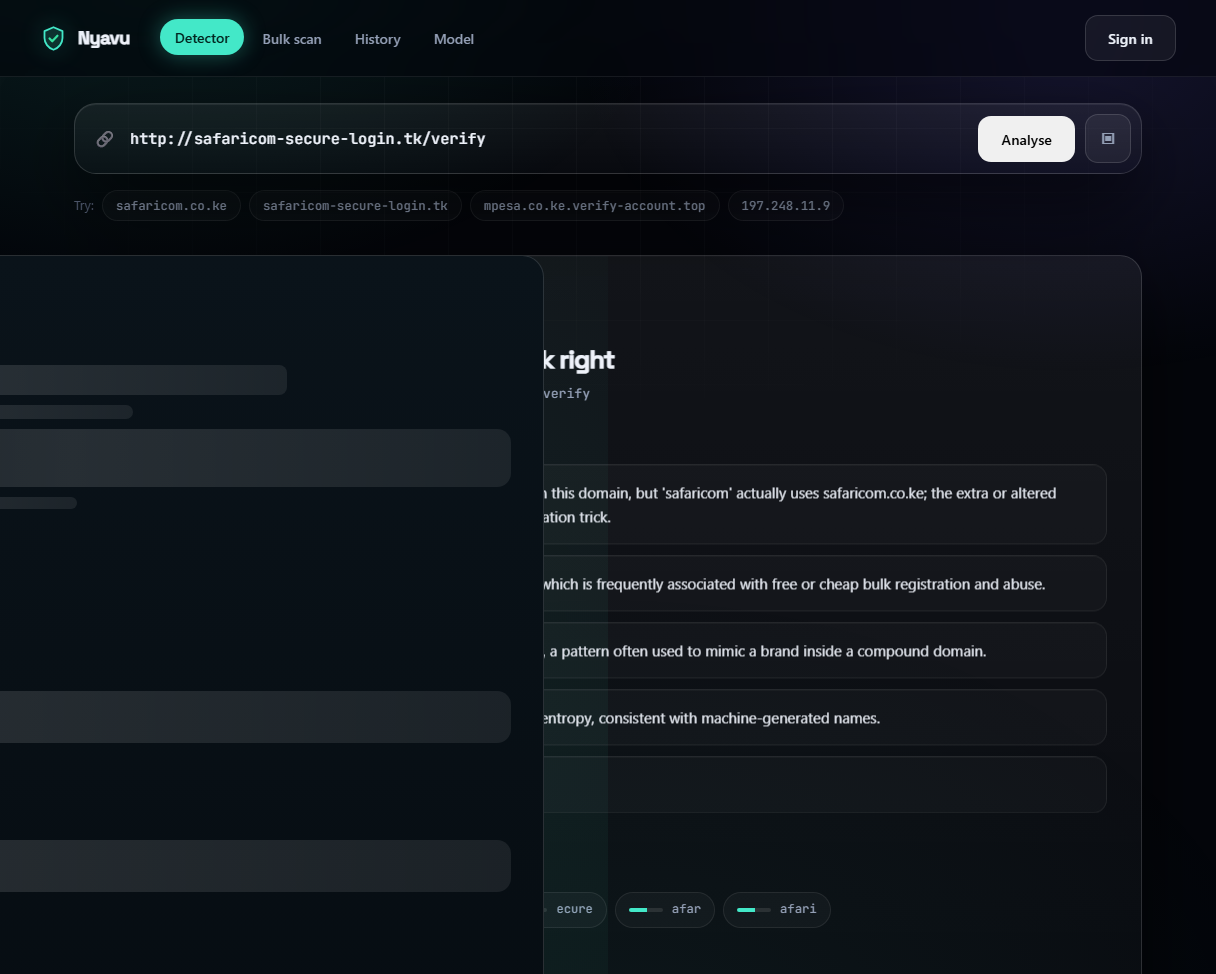 Nyavu
Detector
Bulk scan
History
Model
Sign in
http://safaricom-secure-login.tk/verify
Analyse
Try:
safaricom.co.ke
safaricom-secure-login.tk
mpesa.co.ke.verify-account.top
197.248.11.9
k right
verify
this domain, but 'safaricom' actually uses safaricom.co.ke; the extra or altered
ation trick.
which is frequently associated with free or cheap bulk registration and abuse.
, a pattern often used to mimic a brand inside a compound domain.
entropy, consistent with machine-generated names.
ecure
afar
afari